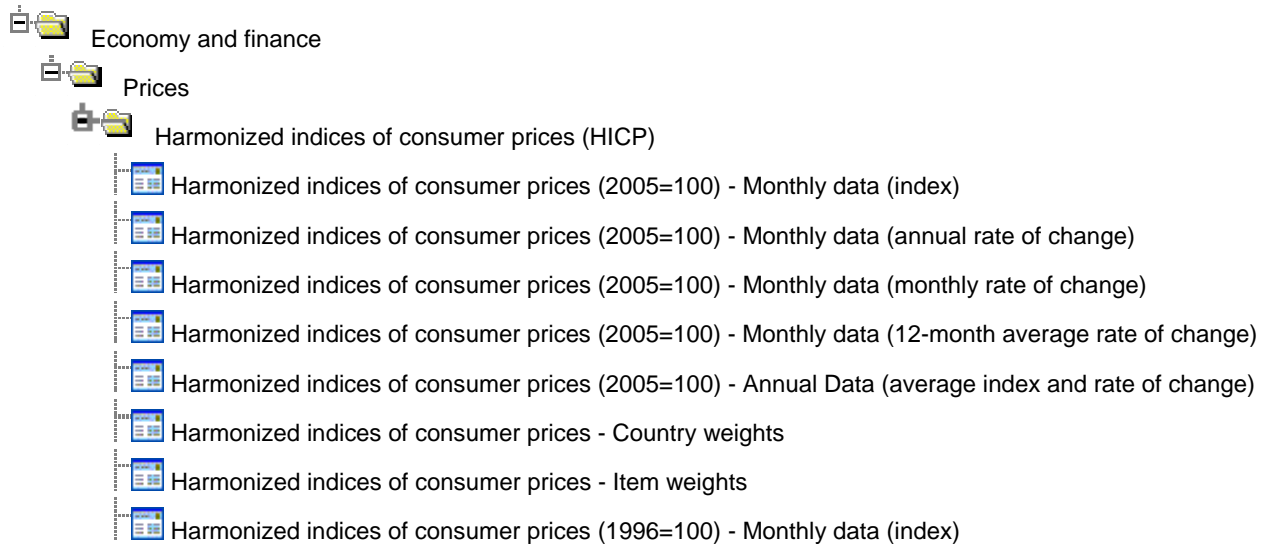 Economy and finance
Prices
Harmonized indices of consumer prices (HICP)
Harmonized indices of consumer prices (2005=100) - Monthly data (index)
Harmonized indices of consumer prices (2005=100) - Monthly data (annual rate of change)
Harmonized indices of consumer prices (2005=100) - Monthly data (monthly rate of change)
Harmonized indices of consumer prices (2005=100) - Monthly data (12-month average rate of change)
Harmonized indices of consumer prices (2005=100) - Annual Data (average index and rate of change)
Harmonized indices of consumer prices - Country weights
Harmonized indices of consumer prices - Item weights
Harmonized indices of consumer prices (1996=100) - Monthly data (index)